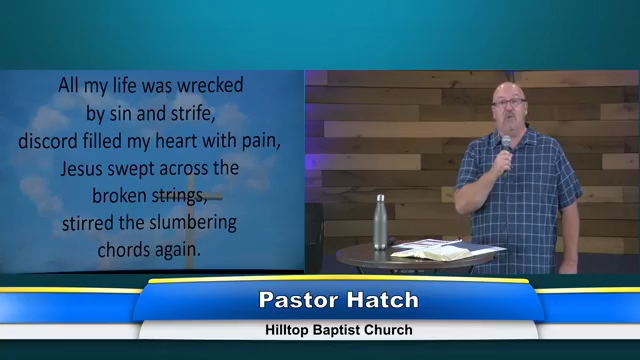 All my life was wrecked
by sin and strife,
discord filled my heart with pain,
Jesus swept across the
broken strings,
stirred the slumbering
chords again.
Pastor Hatch
Hilltop Baptist Church